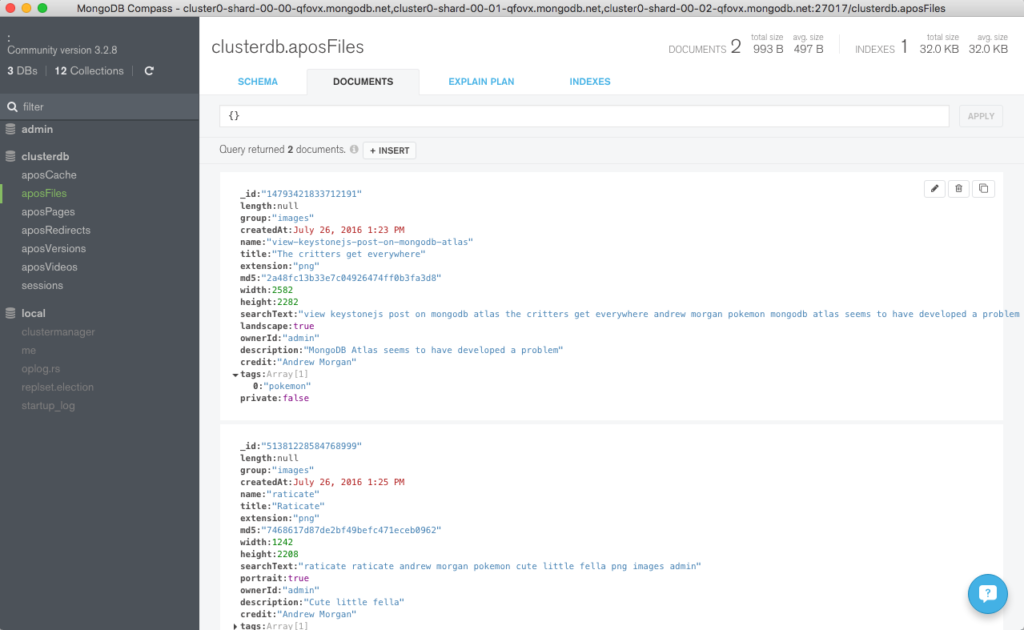 MongoDB Compass - cluster0-shard-00-00-qfovx.mongodb.net,cluster0-shard-00-01-qfovx.mongodb.net,cluster0-shard-00-02-qfovx.mongodb.net:27017/clusterdb.aposFiles
:
Community version 3.2.8
3 DBs
12 Collections
filter
admin
clusterdb
aposCache
aposFiles
aposPages
aposRedirects
aposVersions
aposVideos
sessions
local
clustermanager
me
oplog.rs
replset.election
startup_log
clusterdb.aposFiles
DOCUMENTS 2 total size 993 B avg. size 497 B
INDEXES 1 total size 32.0 KB avg. size 32.0 KB
SCHEMA DOCUMENTS EXPLAIN PLAN INDEXES
{}
APPLY
Query returned 2 documents. + INSERT
_id:"14793421833712191"
length:null
group:"images"
createdAt:July 26, 2016 1:23 PM
name:"view-keystonejs-post-on-mongodb-atlas"
title:"The critters get everywhere"
extension:"png"
md5:"2a48fc13b33e7c04926474ff0b3fa3d8"
width:2582
height:2282
searchText:"view keystonejs post on mongodb atlas the critters get everywhere andrew morgan pokemon mongodb atlas seems to have developed a problem
landscape:true
ownerId:"admin"
description:"MongoDB Atlas seems to have developed a problem"
credit:"Andrew Morgan"
tags:Array[1]
0:"pokemon"
private:false
_id:"51381228584768999"
length:null
group:"images"
createdAt:July 26, 2016 1:25 PM
name:"raticate"
title:"Raticate"
extension:"png"
md5:"7468617d87de2bf49befc471eceb0962"
width:1242
height:2208
searchText:"raticate raticate andrew morgan pokemon cute little fella png images admin"
portrait:true
ownerId:"admin"
description:"Cute little fella"
credit:"Andrew Morgan"
tags:Array[1]
?